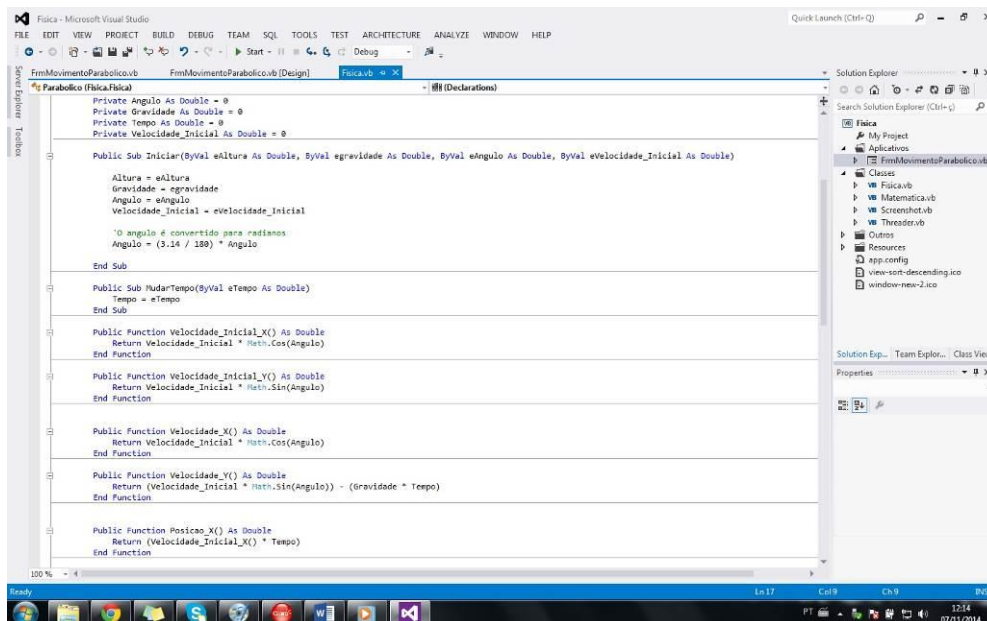 Fisica - Microsoft Visual Studio
Quick Launch (Ctrl+Q)
FILE EDIT VIEW PROJECT BUILD DEBUG TEAM SQL TOOLS TEST ARCHITECTURE ANALYZE WINDOW HELP
Start Debug
Server Explorer
Toolbox
FrmMovimentoParabolico.vb FrmMovimentoParabolico.vb [Design] Fisica.vb
Parabolico (Fisica.Fisica) (Declarations)
Private Angulo As Double = 0
Private Gravidade As Double = 0
Private Tempo As Double = 0
Private Velocidade_Inicial As Double = 0
Public Sub Iniciar(ByVal eAltura As Double, ByVal egravidade As Double, ByVal eAngulo As Double, ByVal eVelocidade_Inicial As Double)
Altura = eAltura
Gravidade = egravidade
Angulo = eAngulo
Velocidade_Inicial = eVelocidade_Inicial
'O angulo é convertido para radianos
Angulo = (3.14 / 180) * Angulo
End Sub
Public Sub MudarTempo(ByVal eTempo As Double)
Tempo = eTempo
End Sub
Public Function Velocidade_Inicial_X() As Double
Return Velocidade_Inicial * Math.Cos(Angulo)
End Function
Public Function Velocidade_Inicial_Y() As Double
Return Velocidade_Inicial * Math.Sin(Angulo)
End Function
Public Function Velocidade_X() As Double
Return Velocidade_Inicial * Math.Cos(Angulo)
End Function
Public Function Velocidade_Y() As Double
Return (Velocidade_Inicial * Math.Sin(Angulo)) - (Gravidade * Tempo)
End Function
Public Function Posicao_X() As Double
Return (Velocidade_Inicial_X() * Tempo)
End Function
100 %
Solution Explorer
Search Solution Explorer (Ctrl+ç)
Fisica
My Project
Aplicativos
FrmMovimentoParabolico.vb
Classes
Fisica.vb
Matematica.vb
Screenshot.vb
Threader.vb
Outros
Resources
app.config
view-sort-descending.ico
window-new-2.ico
Solution Exp... Team Explor... Class Vie
Properties
Ready Ln 17 Col 9 Ch 9 INS
PT 12:14
07/11/2014